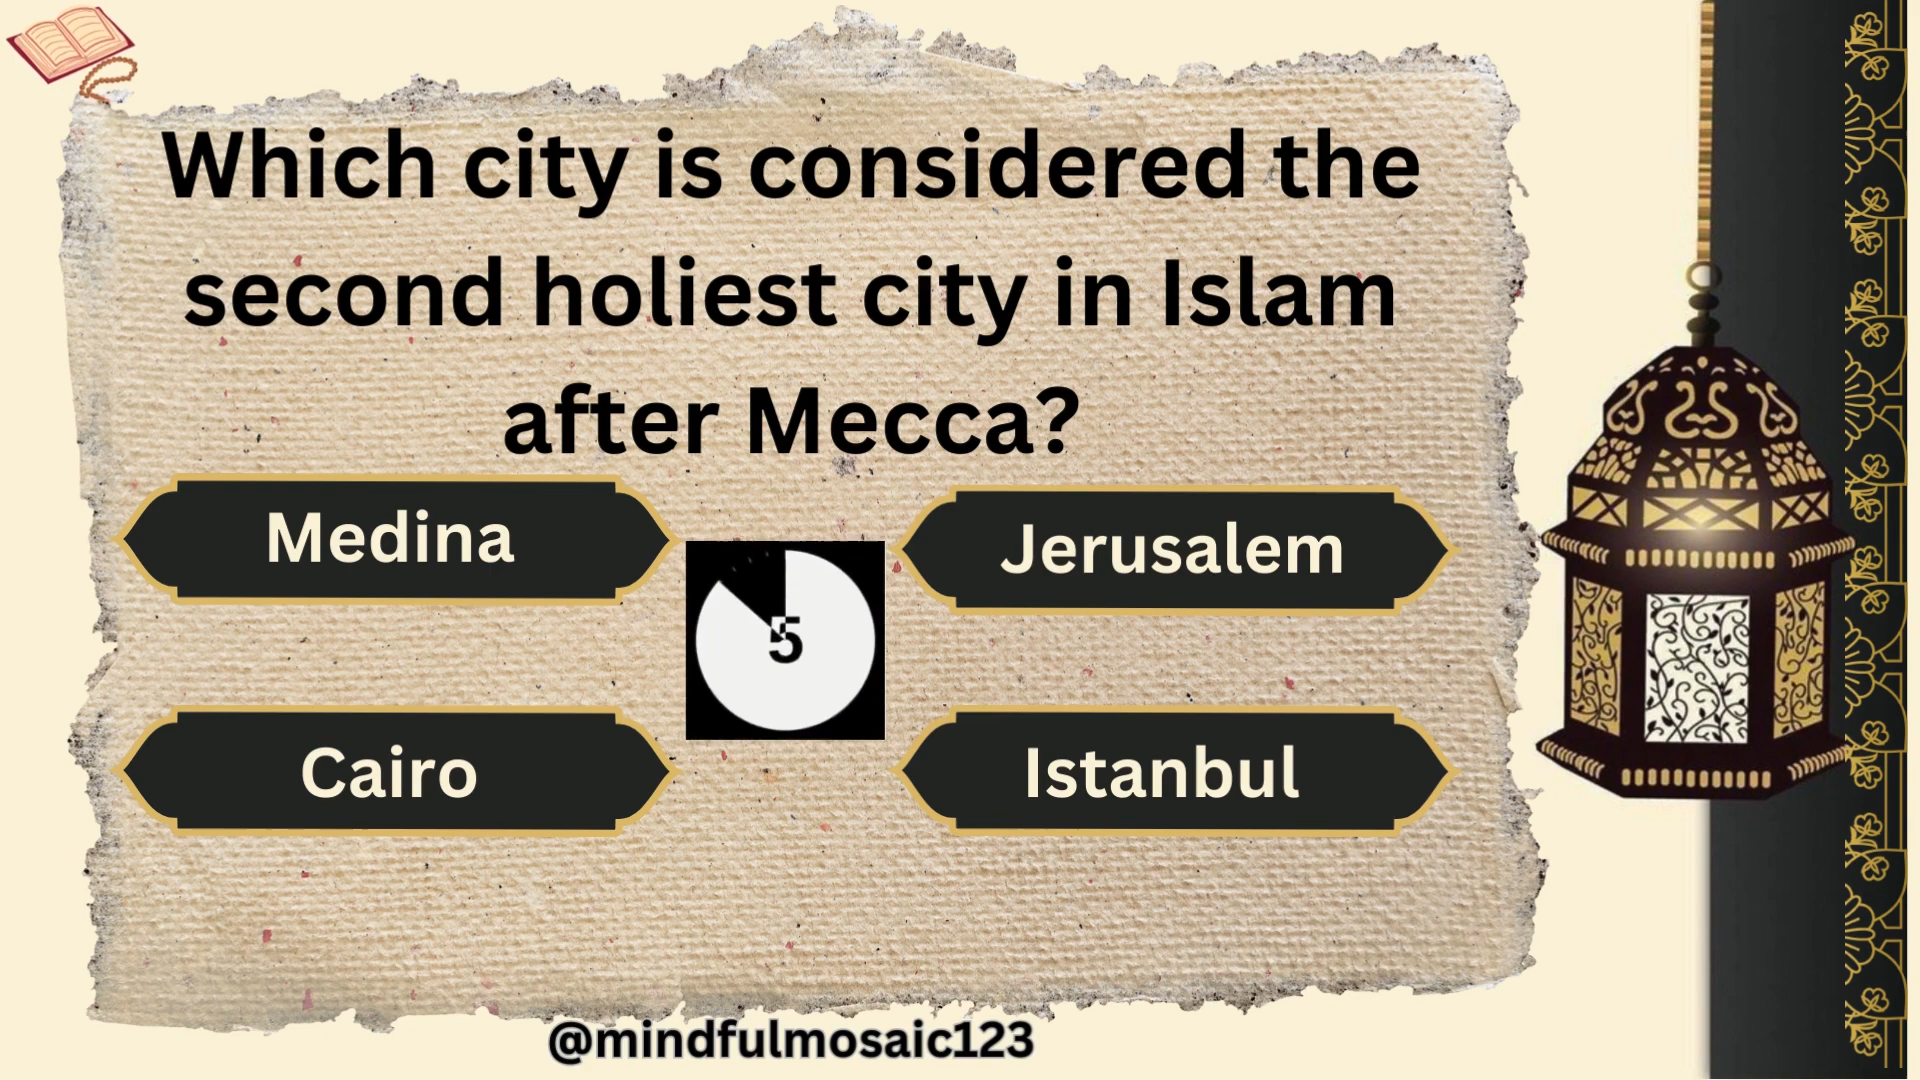 Which city is considered the
second holiest city in Islam
after Mecca?
Medina
Jerusalem
5
Cairo
Istanbul
@mindfulmosaic123